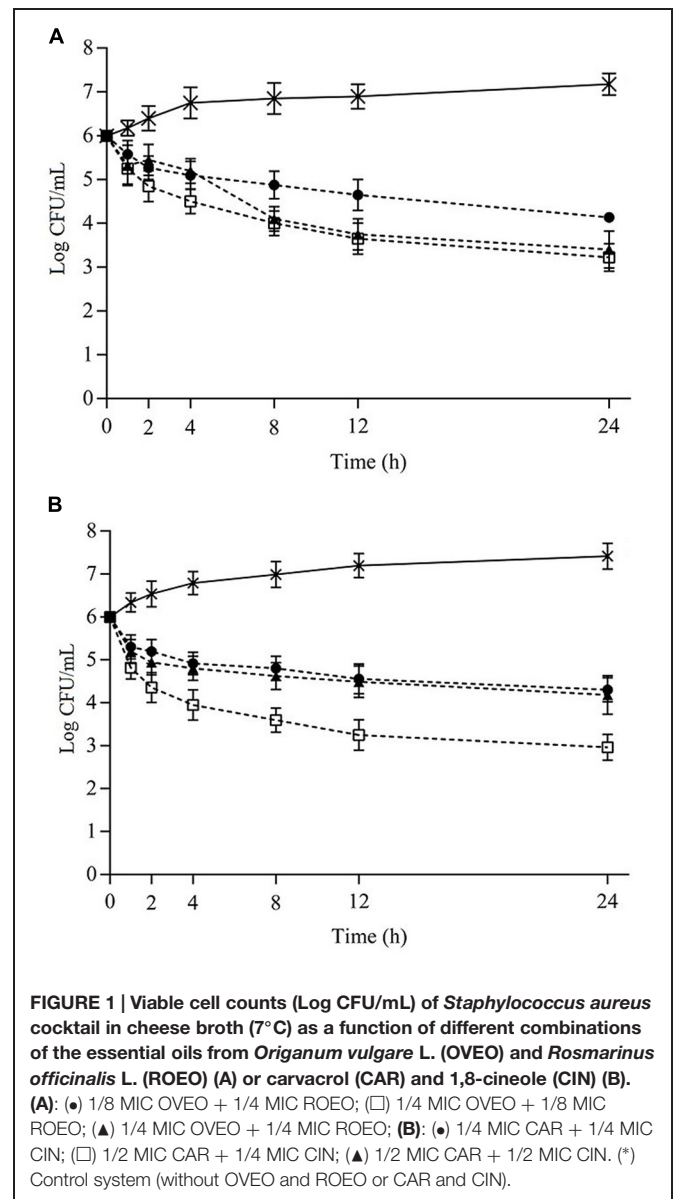 A
8
7
6
5
4
3
2
1
0
Log CFU/mL
0 2 4 8 12 24
Time (h)
B
8
7
6
5
4
3
2
1
0
Log CFU/mL
0 2 4 8 12 24
Time (h)
FIGURE 1 | Viable cell counts (Log CFU/mL) of Staphylococcus aureus
cocktail in cheese broth (7°C) as a function of different combinations
of the essential oils from Origanum vulgare L. (OVEO) and Rosmarinus
officinalis L. (ROEO) (A) or carvacrol (CAR) and 1,8-cineole (CIN) (B).
(A): (●) 1/8 MIC OVEO + 1/4 MIC ROEO; (□) 1/4 MIC OVEO + 1/8 MIC
ROEO; (▲) 1/4 MIC OVEO + 1/4 MIC ROEO; (B): (●) 1/4 MIC CAR + 1/4 MIC
CIN; (□) 1/2 MIC CAR + 1/4 MIC CIN; (▲) 1/2 MIC CAR + 1/2 MIC CIN. (*)
Control system (without OVEO and ROEO or CAR and CIN).